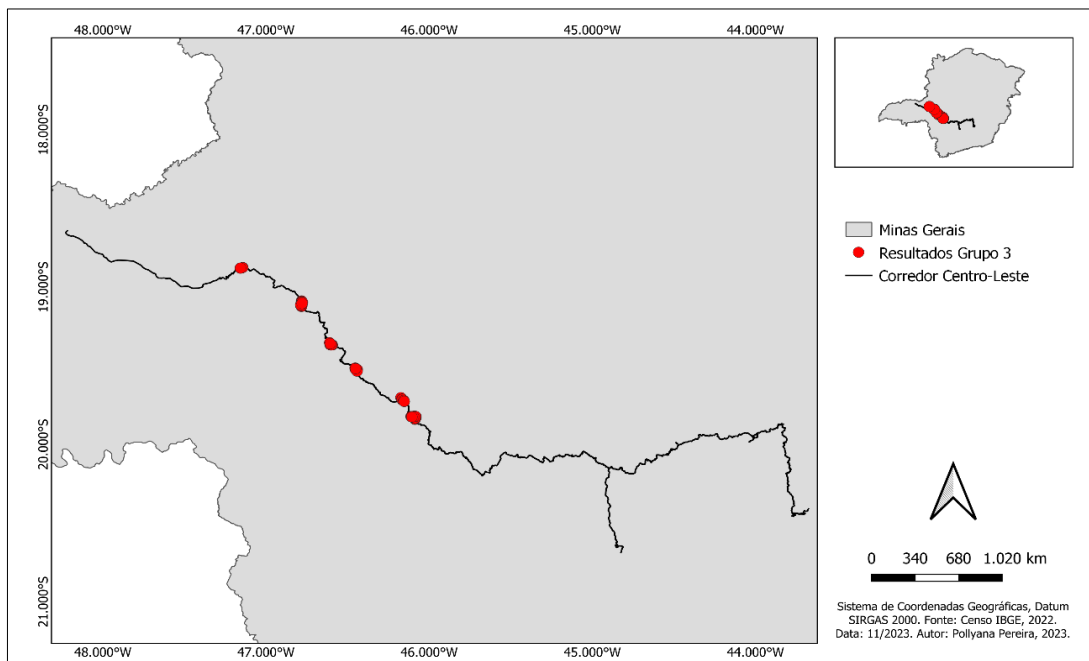 48.000°W 47.000°W 46.000°W 45.000°W 44.000°W
18.000°S
19.000°S
20.000°S
21.000°S
48.000°W 47.000°W 46.000°W 45.000°W 44.000°W
Minas Gerais
Resultados Grupo 3
Corredor Centro-Leste
0 340 680 1.020 km
Sistema de Coordenadas Geográficas, Datum
SIRGAS 2000. Fonte: Censo IBGE, 2022.
Data: 11/2023. Autor: Pollyana Pereira, 2023.